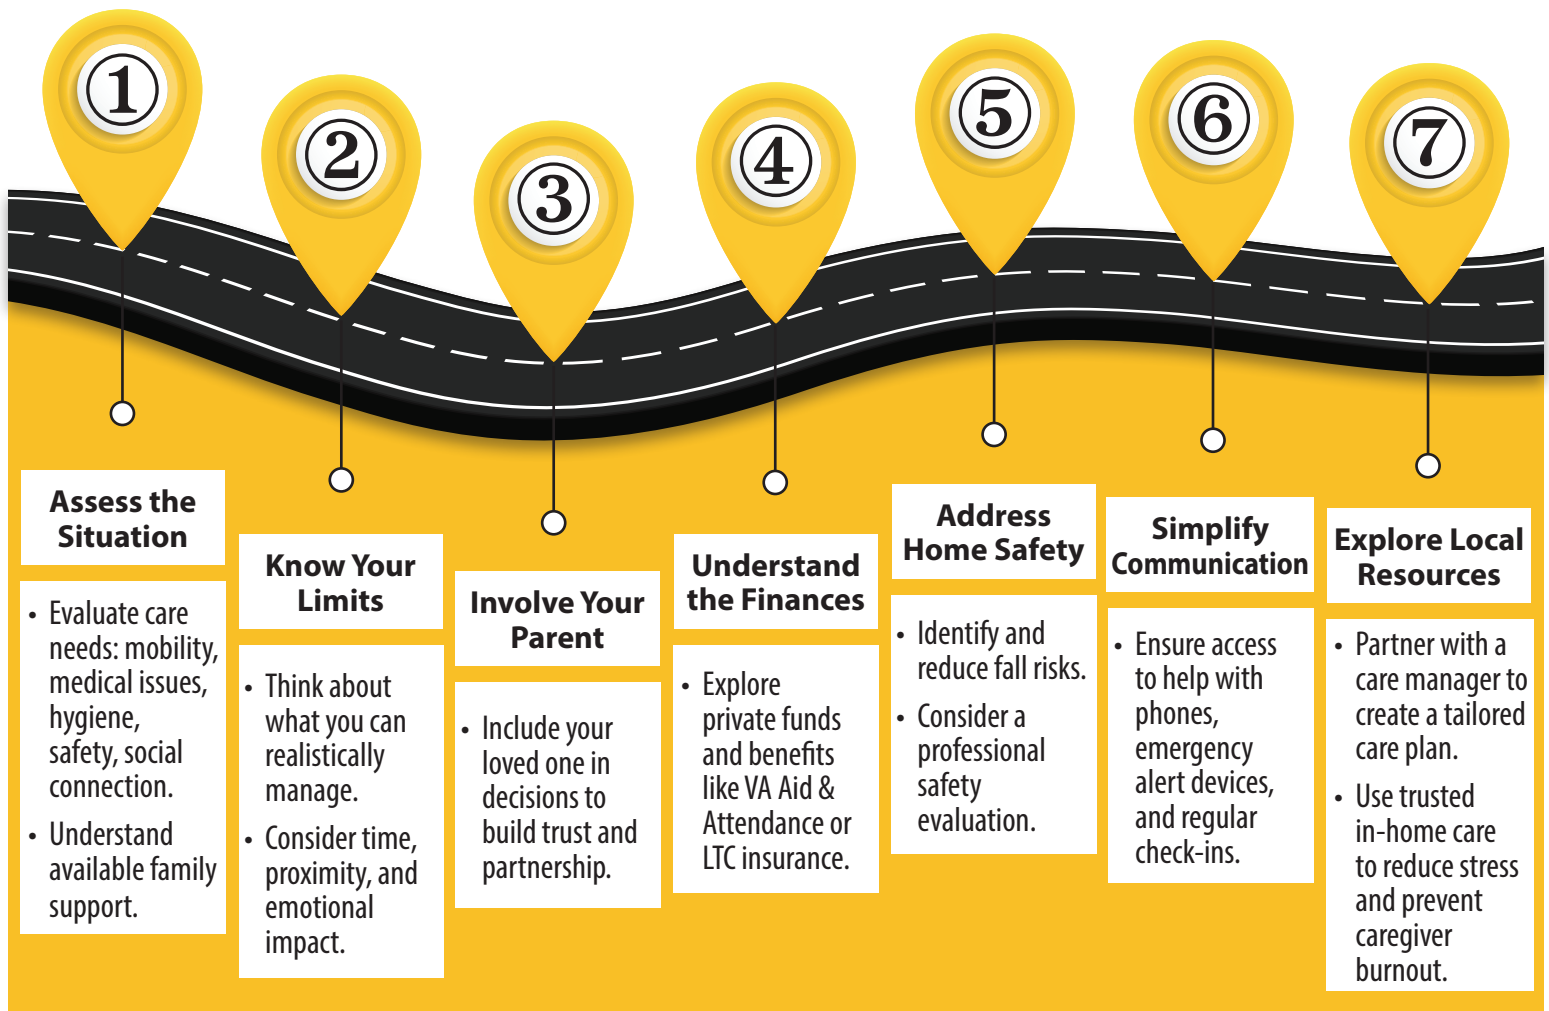 1
Assess the
Situation
• Evaluate care
needs: mobility,
medical issues,
hygiene,
safety, social
connection.
• Understand
available family
support.
2
Know Your
Limits
• Think about
what you can
realistically
manage.
• Consider time,
proximity, and
emotional
impact.
3
Involve Your
Parent
• Include your
loved one in
decisions to
build trust and
partnership.
4
Understand
the Finances
• Explore
private funds
and benefits
like VA Aid &
Attendance or
LTC insurance.
5
Address
Home Safety
• Identify and
reduce fall risks.
• Consider a
professional
safety
evaluation.
6
Simplify
Communication
• Ensure access
to help with
phones,
emergency
alert devices,
and regular
check-ins.
7
Explore Local
Resources
• Partner with a
care manager to
create a tailored
care plan.
• Use trusted
in-home care
to reduce stress
and prevent
caregiver
burnout.